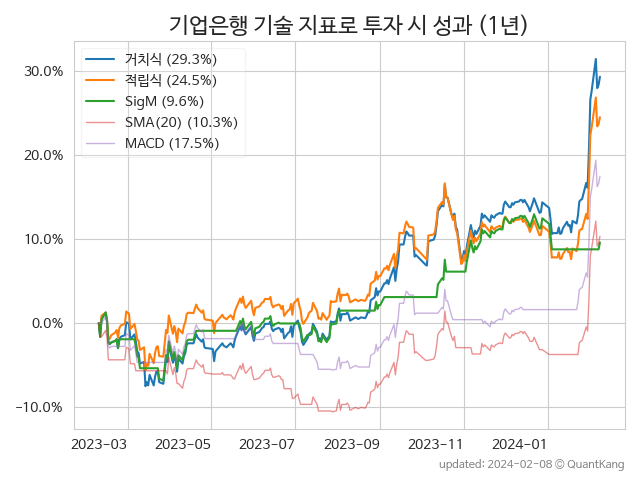 기업은행 기술 지표로 투자 시 성과 (1년)
거치식 (29.3%)
적립식 (24.5%)
SigM (9.6%)
SMA(20) (10.3%)
MACD (17.5%)
30.0%
20.0%
10.0%
0.0%
−10.0%
2023-03 2023-05 2023-07 2023-09 2023-11 2024-01
updated: 2024-02-08 © QuantKang